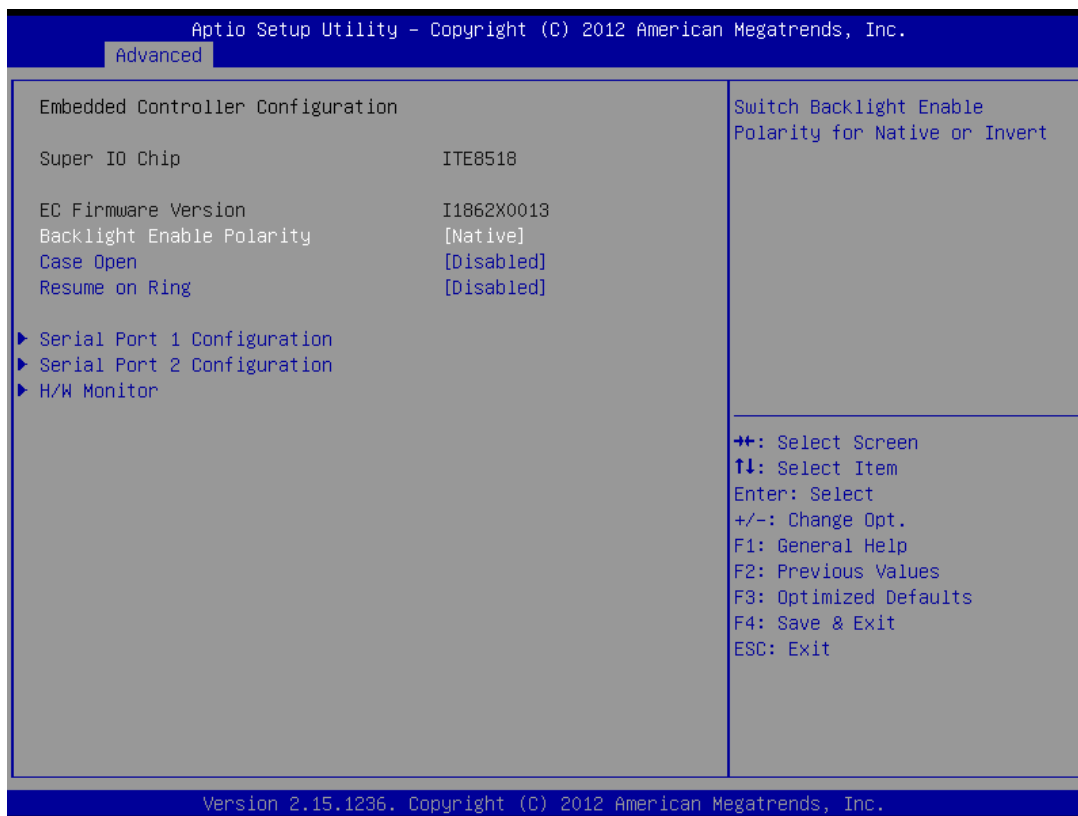 Aptio Setup Utility – Copyright (C) 2012 American Megatrends, Inc.
Advanced
Embedded Controller Configuration
Super IO Chip ITE8518
EC Firmware Version I1862X0013
Backlight Enable Polarity [Native]
Case Open [Disabled]
Resume on Ring [Disabled]
▶ Serial Port 1 Configuration
▶ Serial Port 2 Configuration
▶ H/W Monitor
Switch Backlight Enable
Polarity for Native or Invert
→←: Select Screen
↑↓: Select Item
Enter: Select
+/-: Change Opt.
F1: General Help
F2: Previous Values
F3: Optimized Defaults
F4: Save & Exit
ESC: Exit
Version 2.15.1236. Copyright (C) 2012 American Megatrends, Inc.